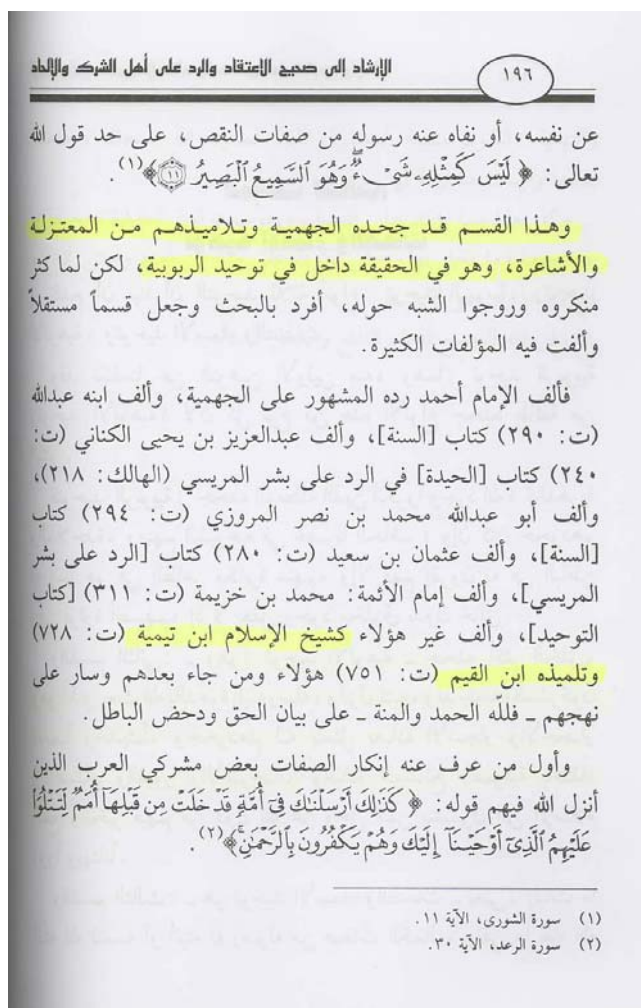 الإرشاد إلى صحيح الإعتقاد والرد على أهل الشرك والإلحاد
١٩٦
عن نفسه، أو نفاه عنه رسوله من صفات النقص، على حد قول الله
تعالى: ﴿ لَيْسَ كَمِثْلِهِۦ شَىْءٌ ۖ وَهُوَ ٱلسَّمِيعُ ٱلْبَصِيرُ ۝١١ ﴾(١).
وهذا القسم قد جحده الجهمية وتلاميذهم من المعتزلة
والأشاعرة، وهو في الحقيقة داخل في توحيد الربوبية، لكن لما كثر
منكروه وروجوا الشبه حوله، أفرد بالبحث وجعل قسماً مستقلاً
وألفت فيه المؤلفات الكثيرة.
فألف الإمام أحمد رده المشهور على الجهمية، وألف ابنه عبدالله
(ت: ٢٩٠) كتاب [السنة]، وألف عبدالعزيز بن يحيى الكناني (ت:
٢٤٠) كتاب [الحيدة] في الرد على بشر المريسي (الهالك: ٢١٨)،
وألف أبو عبدالله محمد بن نصر المروزي (ت: ٢٩٤) كتاب
[السنة]، وألف عثمان بن سعيد (ت: ٢٨٠) كتاب [الرد على بشر
المريسي]، وألف إمام الأئمة: محمد بن خزيمة (ت: ٣١١) [كتاب
التوحيد]، وألف غير هؤلاء كشيخ الإسلام ابن تيمية (ت: ٧٢٨)
وتلميذه ابن القيم (ت: ٧٥١) هؤلاء ومن جاء بعدهم وسار على
نهجهم ـ فللّه الحمد والمنة ـ على بيان الحق ودحض الباطل.
وأول من عرف عنه إنكار الصفات بعض مشركي العرب الذين
أنزل الله فيهم قوله: ﴿ كَذَٰلِكَ أَرْسَلْنَٰكَ فِىٓ أُمَّةٍ قَدْ خَلَتْ مِن قَبْلِهَآ أُمَمٌ لِّتَتْلُوَا۟
عَلَيْهِمُ ٱلَّذِىٓ أَوْحَيْنَآ إِلَيْكَ وَهُمْ يَكْفُرُونَ بِٱلرَّحْمَٰنِ ۚ ﴾(٢).
(١) سورة الشورى، الآية ١١.
(٢) سورة الرعد، الآية ٣٠.